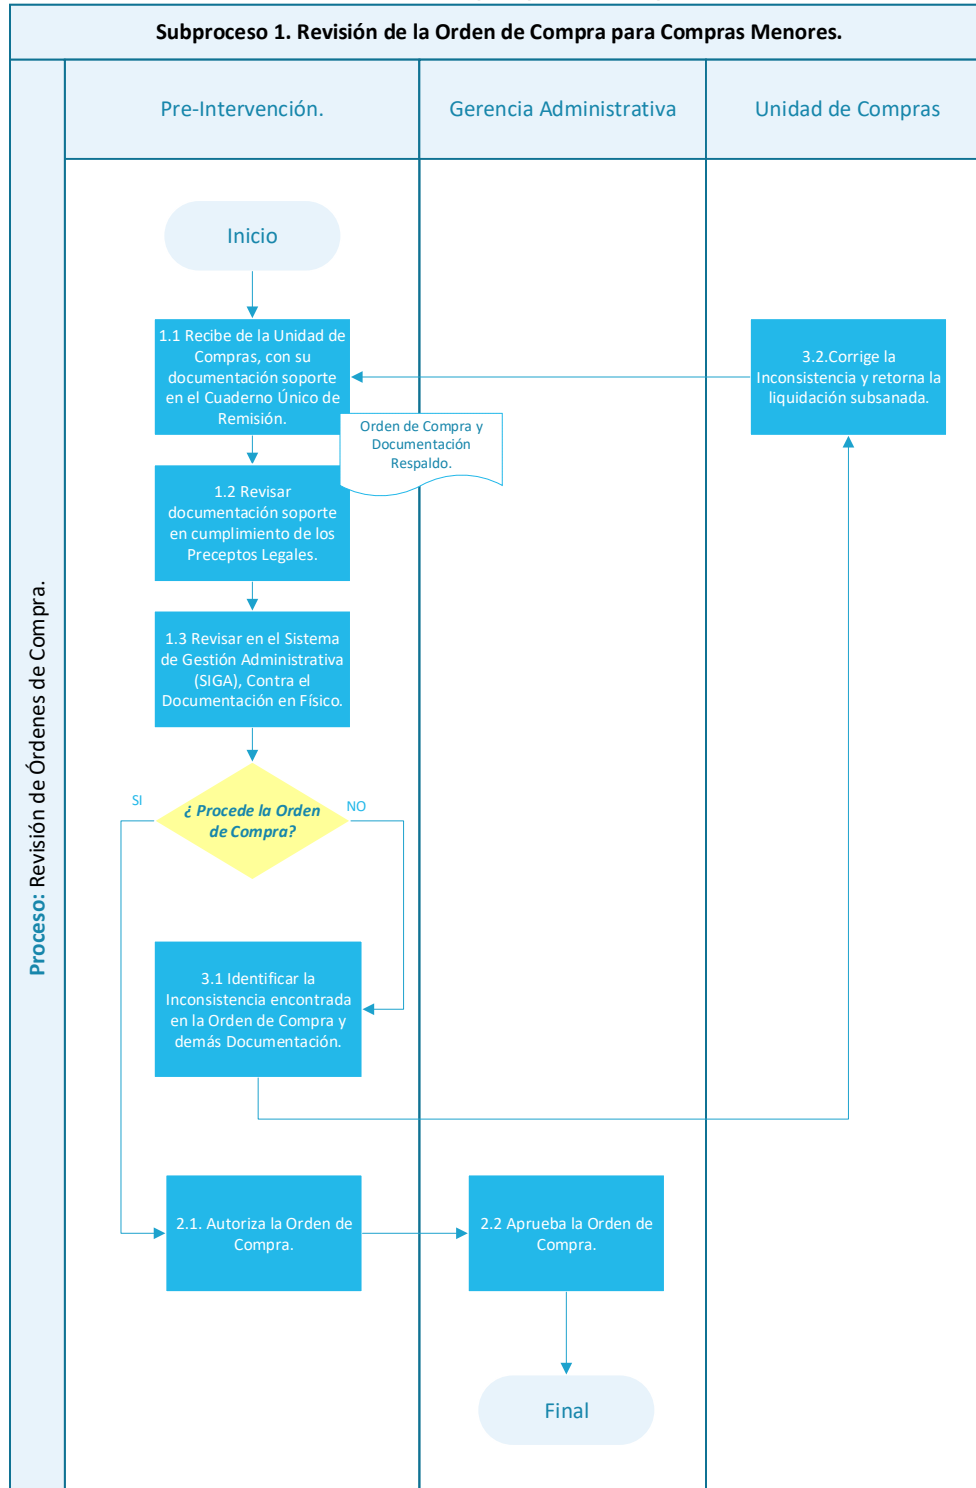 Subproceso 1. Revisión de la Orden de Compra para Compras Menores.
Pre-Intervención.
Gerencia Administrativa
Unidad de Compras
Proceso: Revisión de Órdenes de Compra.
Inicio
1.1 Recibe de la Unidad de
Compras, con su
documentación soporte
en el Cuaderno Único de
Remisión.
3.2.Corrige la
Inconsistencia y retorna la
liquidación subsanada.
Orden de Compra y
Documentación
Respaldo.
1.2 Revisar
documentación soporte
en cumplimiento de los
Preceptos Legales.
1.3 Revisar en el Sistema
de Gestión Administrativa
(SIGA), Contra el
Documentación en Físico.
SI
¿ Procede la Orden
de Compra?
NO
3.1 Identificar la
Inconsistencia encontrada
en la Orden de Compra y
demás Documentación.
2.1. Autoriza la Orden de
Compra.
2.2 Aprueba la Orden de
Compra.
Final